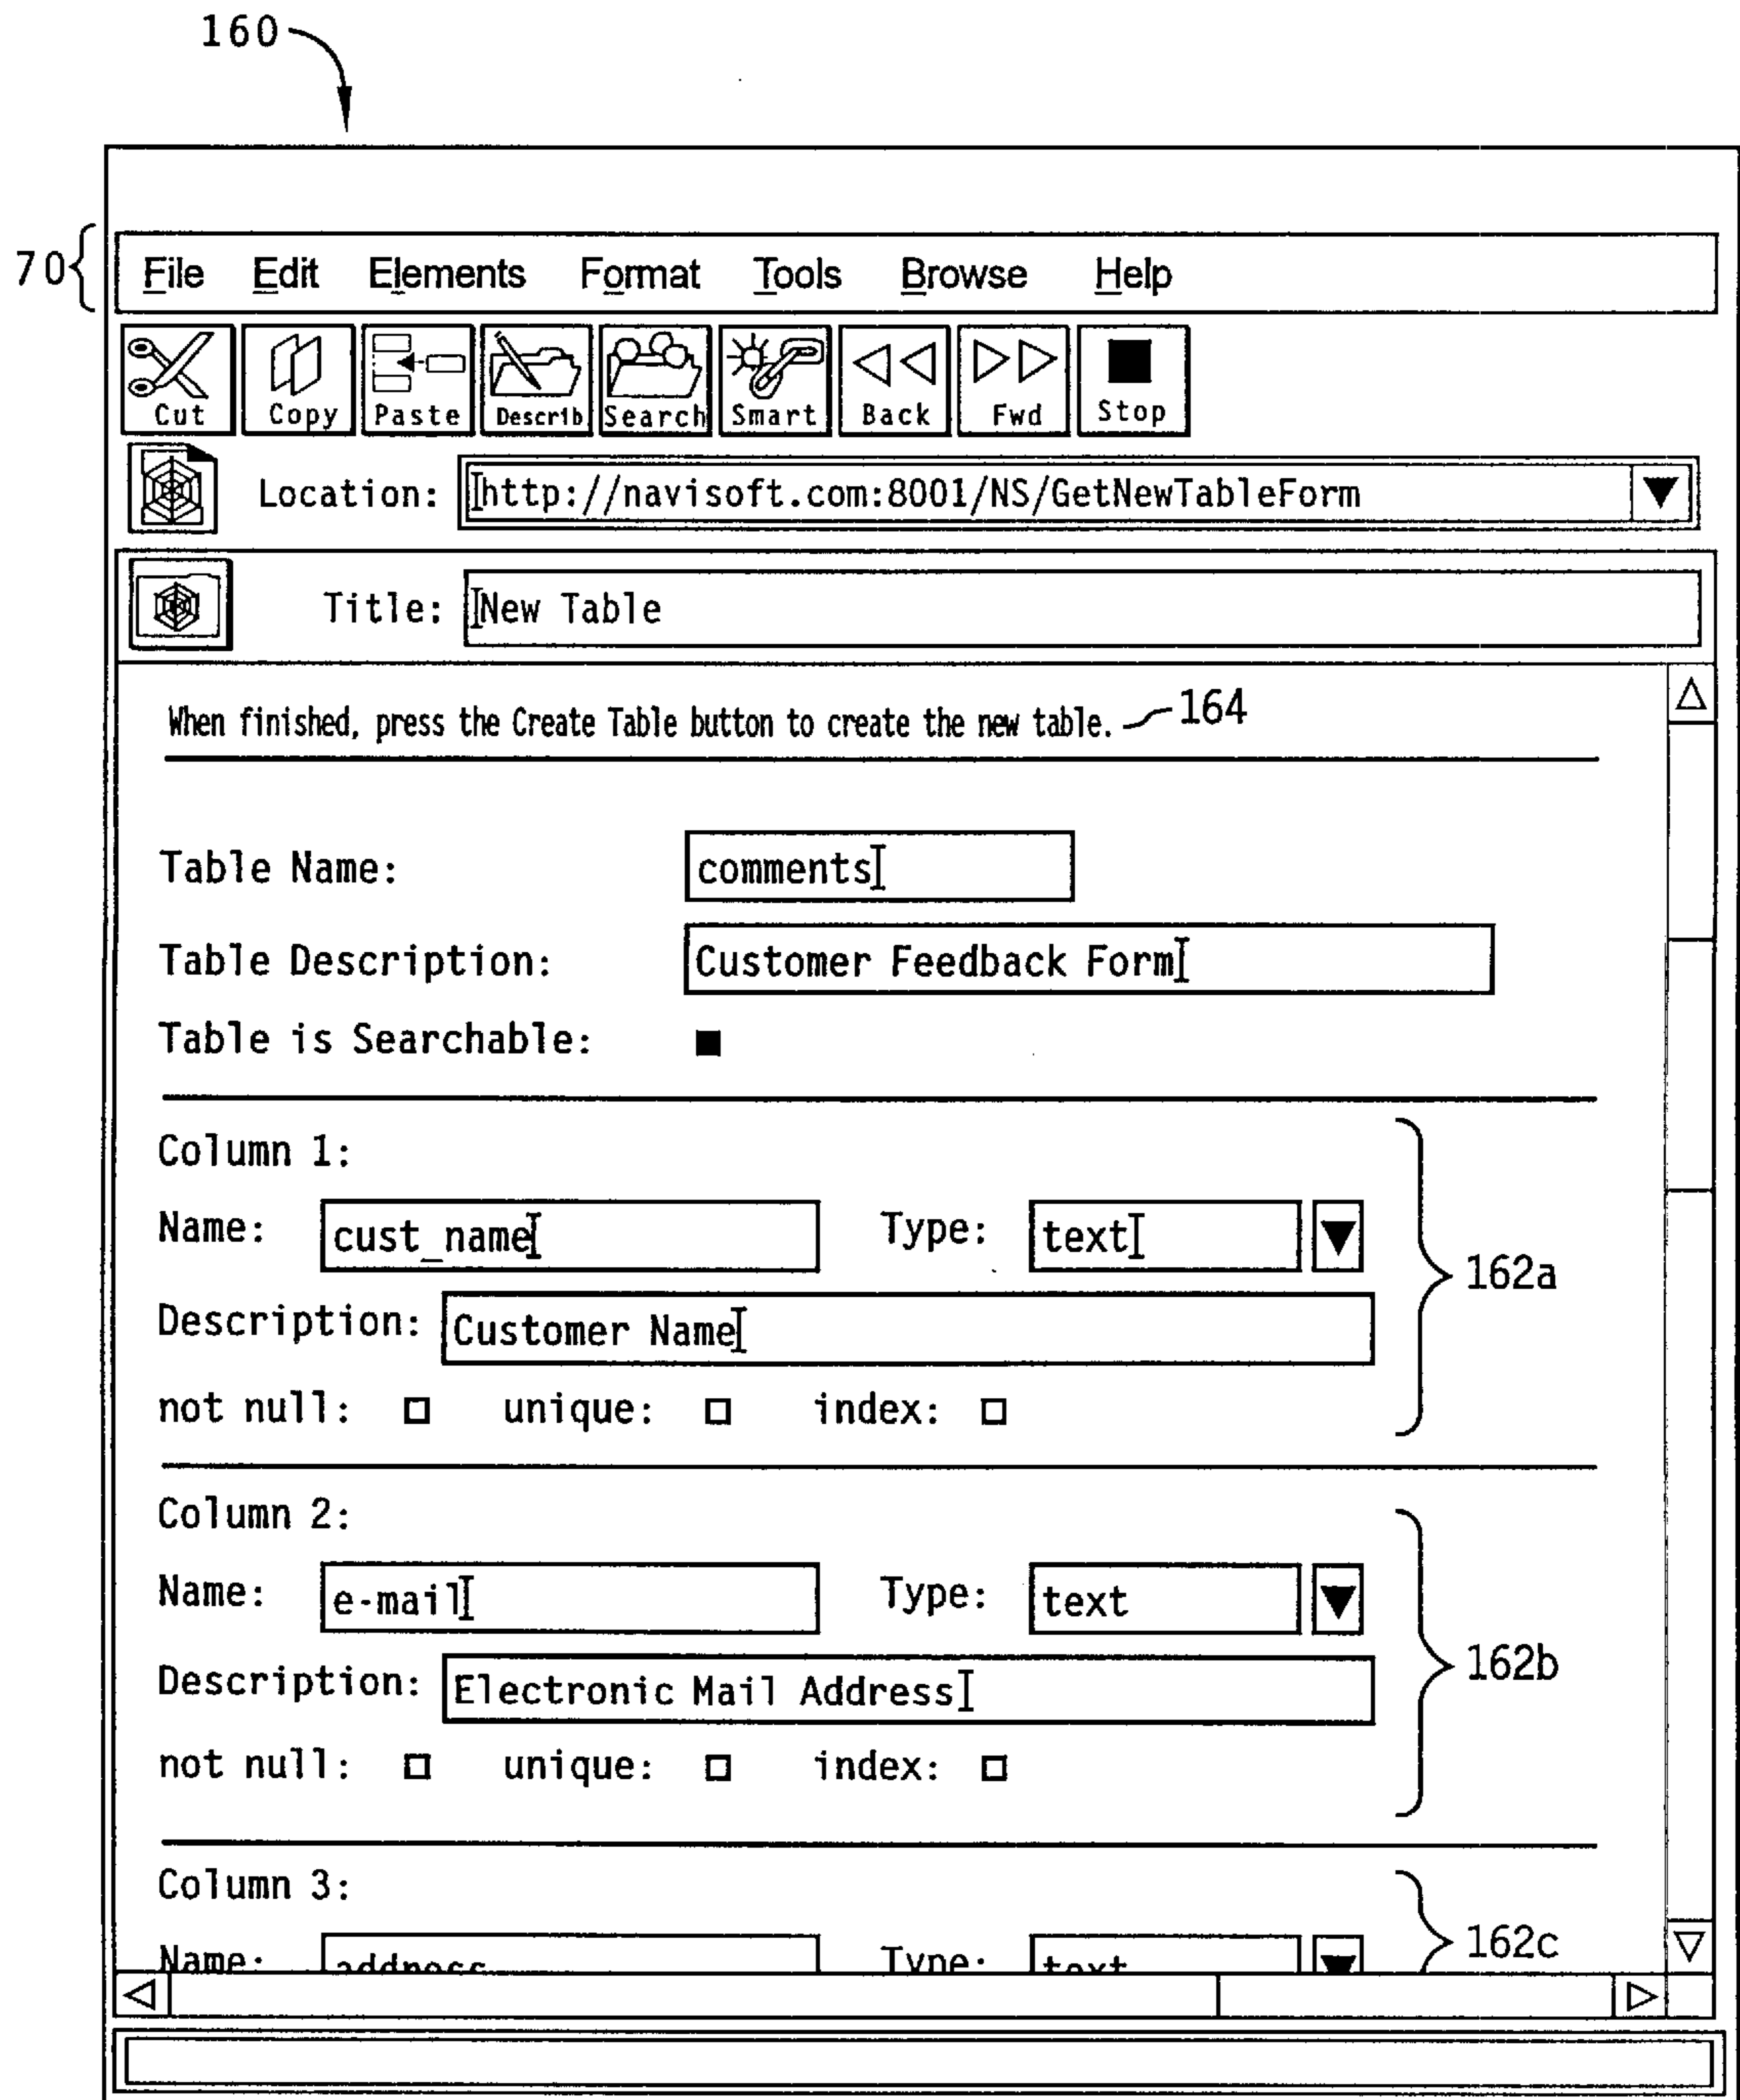 160
70
File Edit Elements Format Tools Browse Help
Cut Copy Paste Describ Search Smart Back Fwd Stop
Location: http://navisoft.com:8001/NS/GetNewTableForm
Title: New Table
When finished, press the Create Table button to create the new table. 164
Table Name: comments
Table Description: Customer Feedback Form
Table is Searchable:
Column 1:
Name: cust_name Type: text
162a
Description: Customer Name
not null: unique: index:
Column 2:
Name: e-mail Type: text
162b
Description: Electronic Mail Address
not null: unique: index:
Column 3:
162c
Name: address Type: text